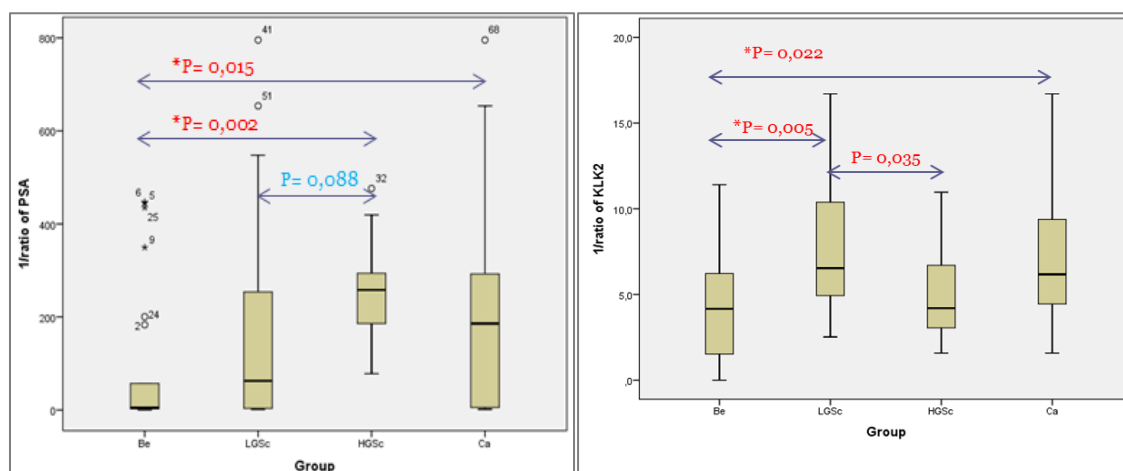 800
600
400
200
0
1/ratio of PSA
*P= 0,015
*P= 0,002
P= 0,088
41
68
51
32
6
5
25
9
24
2
Be
LGSc
HGSc
Ca
Group
20,0
15,0
10,0
5,0
,0
1/ratio of KLK2
*P= 0,022
*P= 0,005
P= 0,035
Be
LGSc
HGSc
Ca
Group